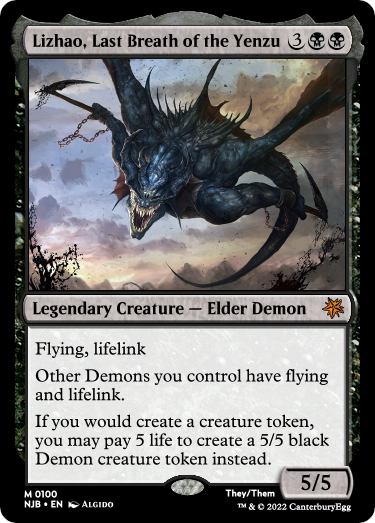 Lizhao, Last Breath of the Yenzu 3
Legendary Creature — Elder Demon
Flying, lifelink
Other Demons you control have flying
and lifelink.
If you would create a creature token,
you may pay 5 life to create a 5/5 black
Demon creature token instead.
5/5
M 0100
NJB • EN ALGIDO
They/Them
™ & © 2022 CanterburyEgg